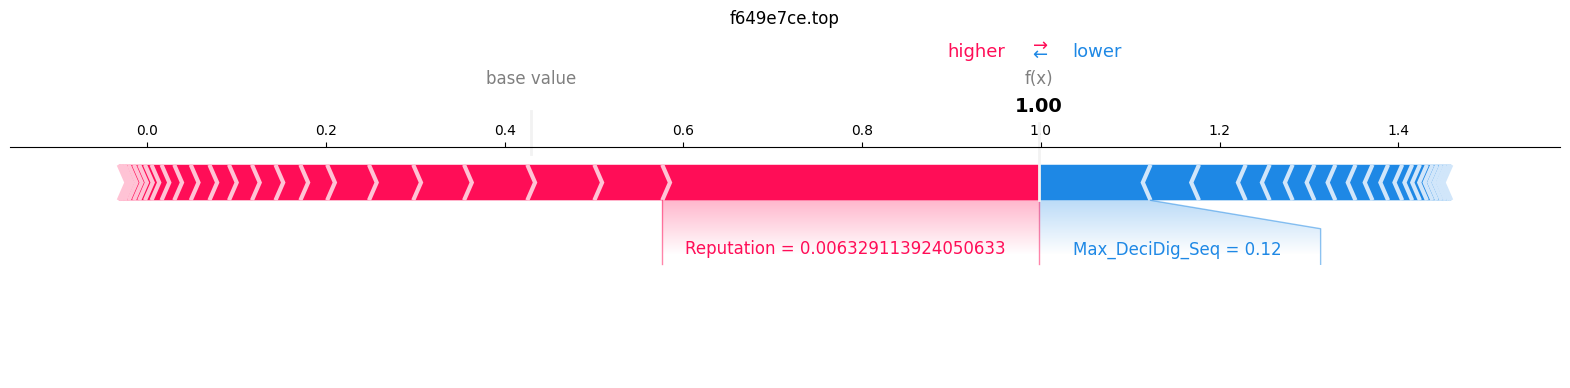 f649e7ce.top
higher → lower
←
base value f(x)
1.00
0.0 0.2 0.4 0.6 0.8 1.0 1.2 1.4
Reputation = 0.006329113924050633 Max_DeciDig_Seq = 0.12